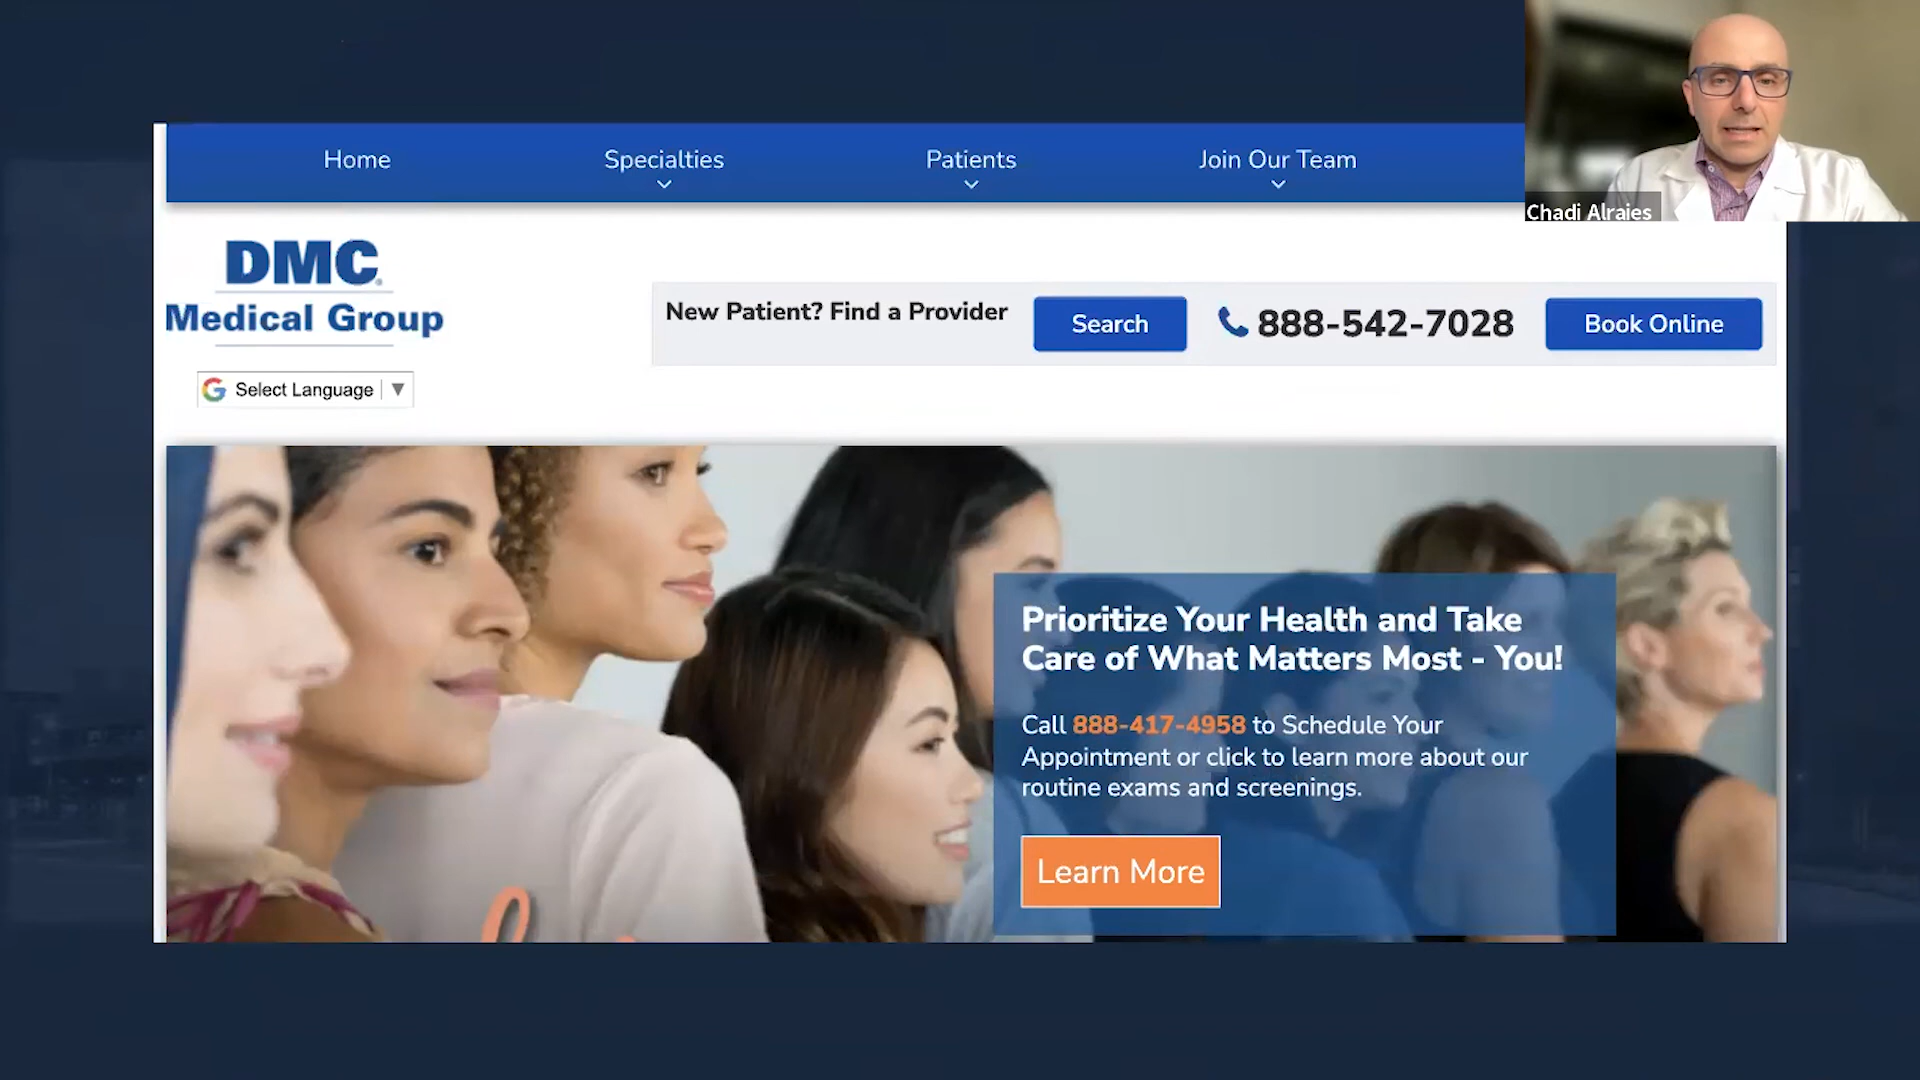 Home
Specialties
Patients
Join Our Team
Chadi Alraies
DMC
Medical Group
New Patient? Find a Provider
Search
888-542-7028
Book Online
G Select Language
Prioritize Your Health and Take
Care of What Matters Most - You!
Call 888-417-4958 to Schedule Your
Appointment or click to learn more about our
routine exams and screenings.
Learn More